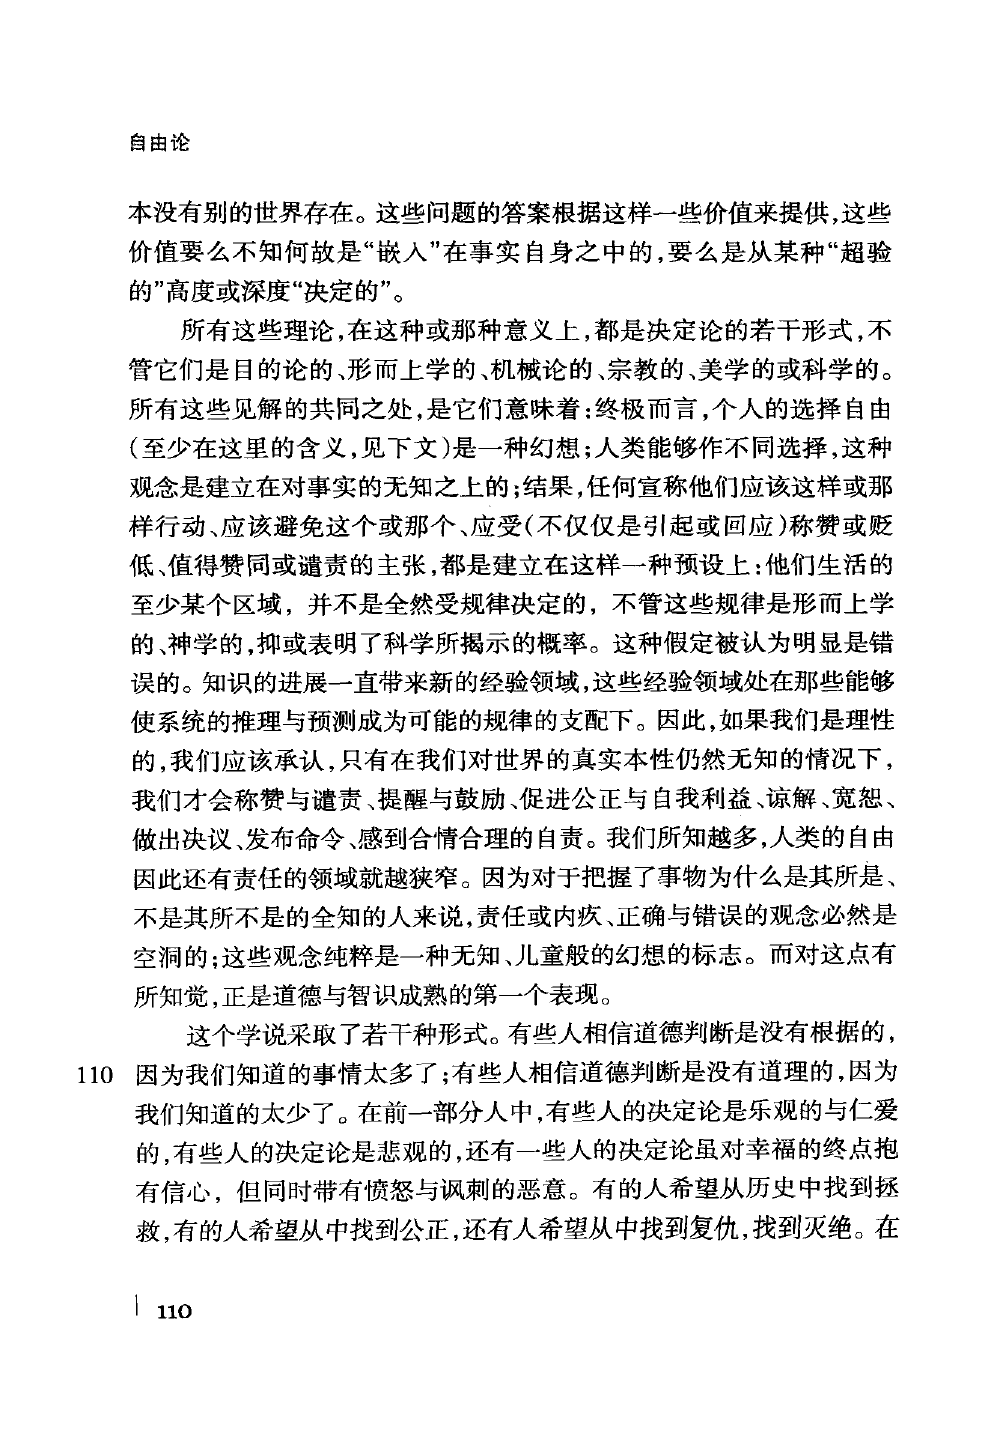 自由论
本没有别的世界存在。这些问题的答案根据这样一些价值来提供,这些
价值要么不知何故是“嵌入”在事实自身之中的,要么是从某种“超验
的”高度或深度“决定的”。
所有这些理论,在这种或那种意义上,都是决定论的若干形式,不
管它们是目的论的、形而上学的、机械论的、宗教的、美学的或科学的。
所有这些见解的共同之处,是它们意味着:终极而言,个人的选择自由
(至少在这里的含义,见下文)是一种幻想;人类能够作不同选择,这种
观念是建立在对事实的无知之上的;结果,任何宣称他们应该这样或那
样行动、应该避免这个或那个、应受(不仅仅是引起或回应)称赞或贬
低、值得赞同或谴责的主张,都是建立在这样一种预设上:他们生活的
至少某个区域,并不是全然受规律决定的,不管这些规律是形而上学
的、神学的,抑或表明了科学所揭示的概率。这种假定被认为明显是错
误的。知识的进展一直带来新的经验领域,这些经验领域处在那些能够
使系统的推理与预测成为可能的规律的支配下。因此,如果我们是理性
的,我们应该承认,只有在我们对世界的真实本性仍然无知的情况下,
我们才会称赞与谴责、提醒与鼓励、促进公正与自我利益、谅解、宽恕、
做出决议、发布命令、感到合情合理的自责。我们所知越多,人类的自由
因此还有责任的领域就越狭窄。因为对于把握了事物为什么是其所是、
不是其所不是的全知的人来说,责任或内疚、正确与错误的观念必然是
空洞的;这些观念纯粹是一种无知、儿童般的幻想的标志。而对这点有
所知觉,正是道德与智识成熟的第一个表现。
这个学说采取了若干种形式。有些人相信道德判断是没有根据的,
110 因为我们知道的事情太多了;有些人相信道德判断是没有道理的,因为
我们知道的太少了。在前一部分人中,有些人的决定论是乐观的与仁爱
的,有些人的决定论是悲观的,还有一些人的决定论虽对幸福的终点抱
有信心,但同时带有愤怒与讽刺的恶意。有的人希望从历史中找到拯
救,有的人希望从中找到公正,还有人希望从中找到复仇,找到灭绝。在
110